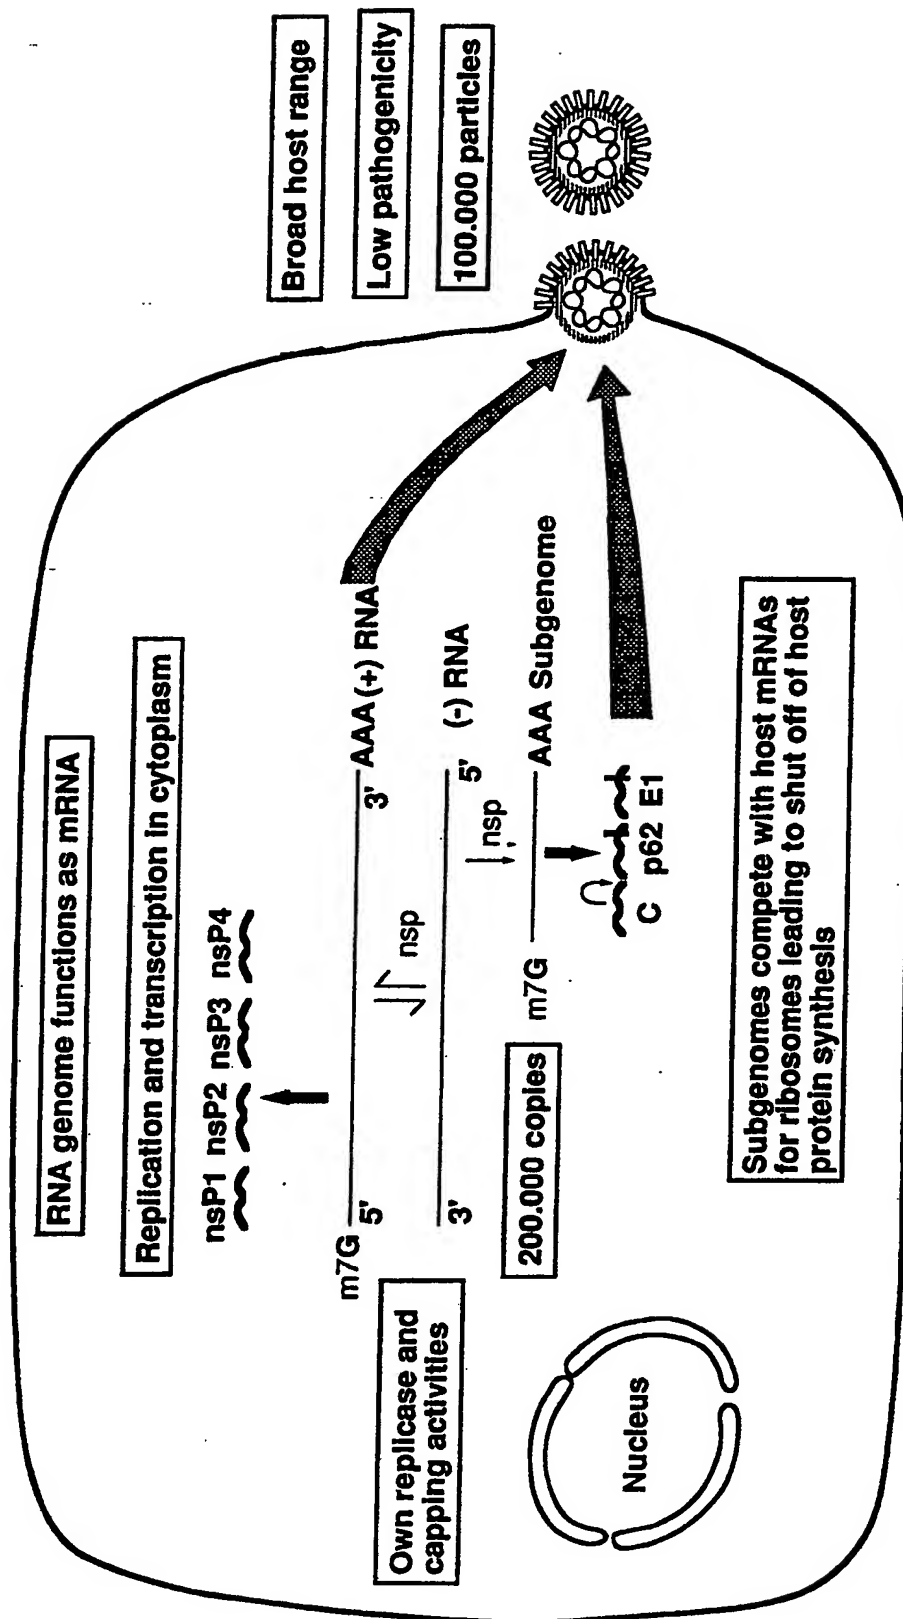 RNA genome functions as mRNA
Replication and transcription in cytoplasm
nsP1 nsP2 nsP3 nsP4
m7G
5'
3'
AAA (+) RNA
nsp
3'
5'
(-) RNA
nsp
m7G
AAA Subgenome
C p62 E1
Own replicase and
capping activities
200.000 copies
Nucleus
Subgenomes compete with host mRNAs
for ribosomes leading to shut off of host
protein synthesis
Broad host range
Low pathogenicity
100.000 particles